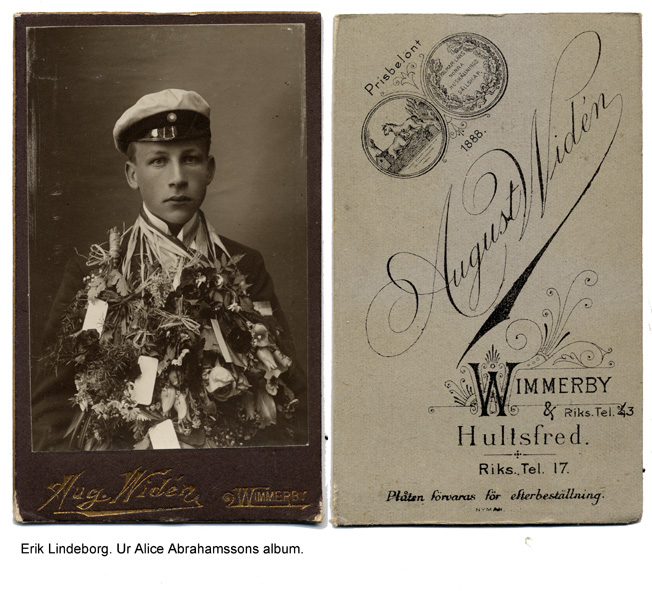 Aug. Widén,
WIMMERBY
Prisbelönt
1888.
August Widén
WIMMERBY
& Riks. Tel. 43
Hultsfred.
Riks. Tel. 17.
Plåten förvaras för efterbeställning.
NYMAN
Erik Lindeborg. Ur Alice Abrahamssons album.